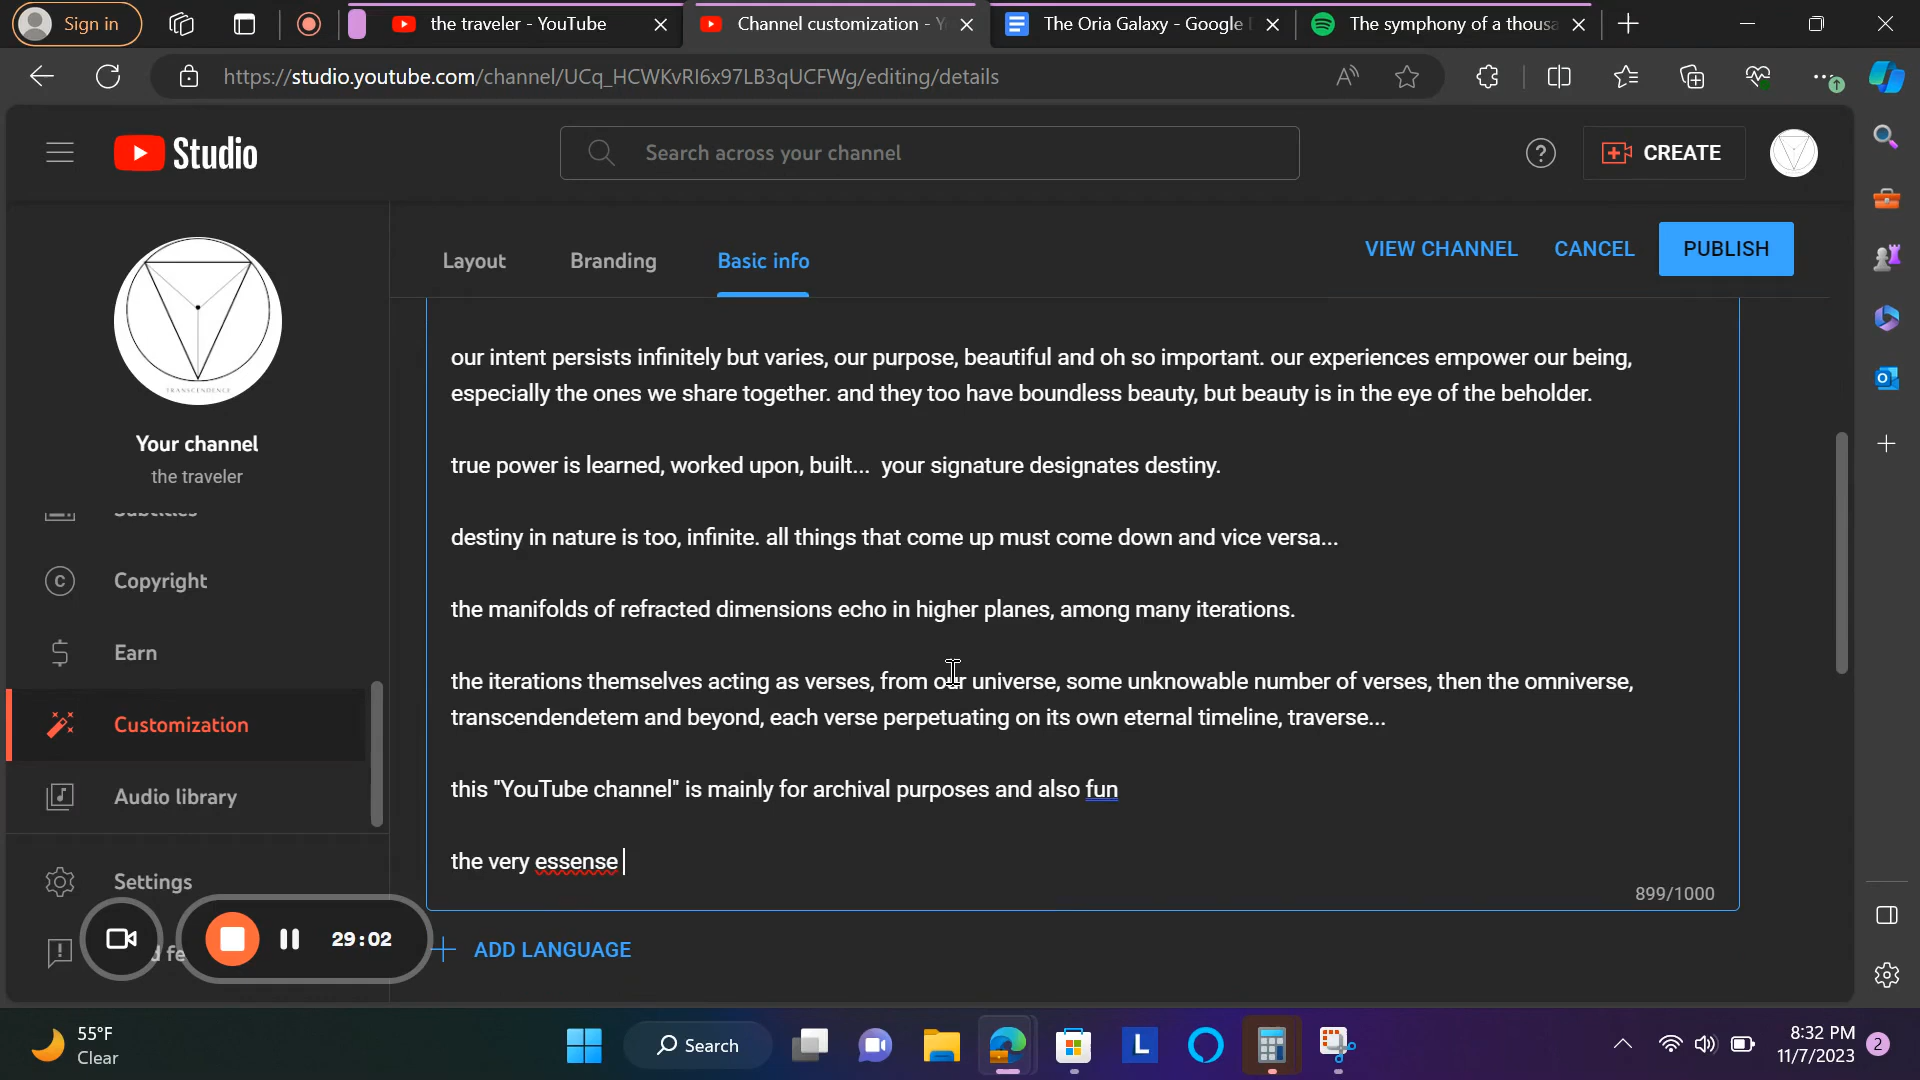 Sign in
the traveler - YouTube
Channel customization - Y
The Oria Galaxy - Google
The symphony of a thousa
https://studio.youtube.com/channel/UCq_HCWKvRI6x97LB3qUCFWg/editing/details
Studio
Search across your channel
CREATE
Layout
Branding
Basic info
VIEW CHANNEL
CANCEL
PUBLISH
TRANSCENDENCE
Your channel
the traveler
Subtitles
Copyright
Earn
Customization
Audio library
Settings
our intent persists infinitely but varies, our purpose, beautiful and oh so important. our experiences empower our being,
especially the ones we share together. and they too have boundless beauty, but beauty is in the eye of the beholder.
true power is learned, worked upon, built...  your signature designates destiny.
destiny in nature is too, infinite. all things that come up must come down and vice versa...
the manifolds of refracted dimensions echo in higher planes, among many iterations.
the iterations themselves acting as verses, from our universe, some unknowable number of verses, then the omniverse,
transcendendetem and beyond, each verse perpetuating on its own eternal timeline, traverse...
this "YouTube channel" is mainly for archival purposes and also fun
the very essense
899/1000
29:02
d fe
ADD LANGUAGE
55°F
Clear
Search
L
8:32 PM
11/7/2023
2